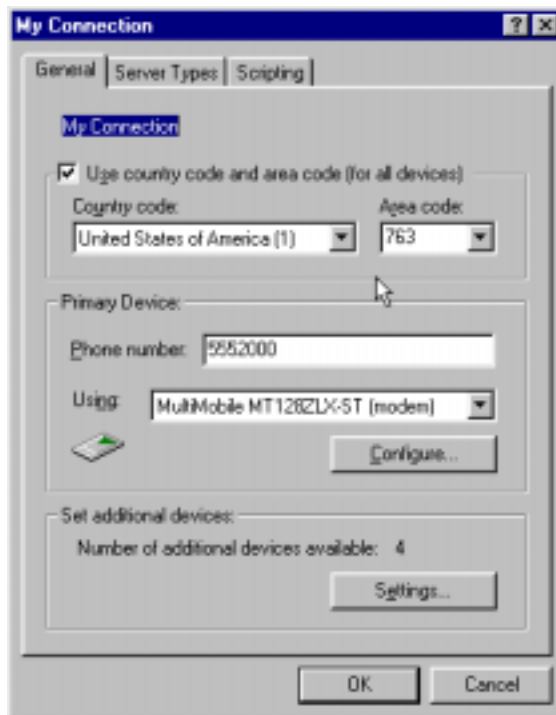 My Connection
General Server Types Scripting
My Connection
Use country code and area code (for all devices)
Country code: Area code:
United States of America (1) 763
Primary Device:
Phone number: 5552000
Using: MultiMobile MT128ZLX-ST (modem)
Configure...
Set additional devices:
Number of additional devices available: 4
Settings...
OK Cancel